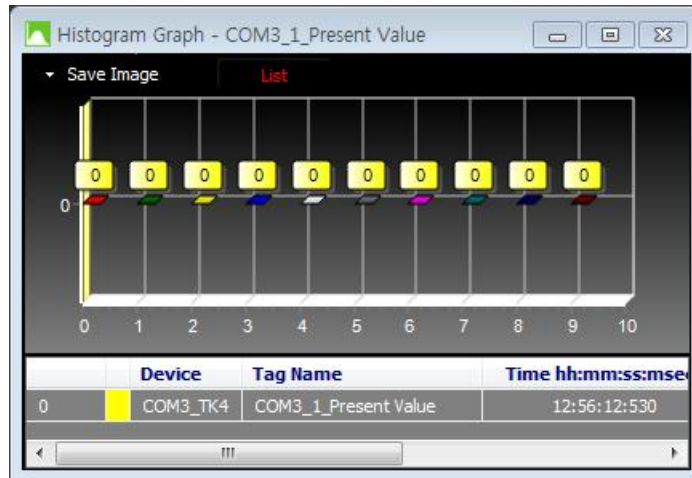 Histogram Graph - COM3_1_Present Value
Save Image List
0 0 0 0 0 0 0 0 0 0
0
0 1 2 3 4 5 6 7 8 9 10
Device Tag Name Time hh:mm:ss:msec
0 COM3_TK4 COM3_1_Present Value 12:56:12:530